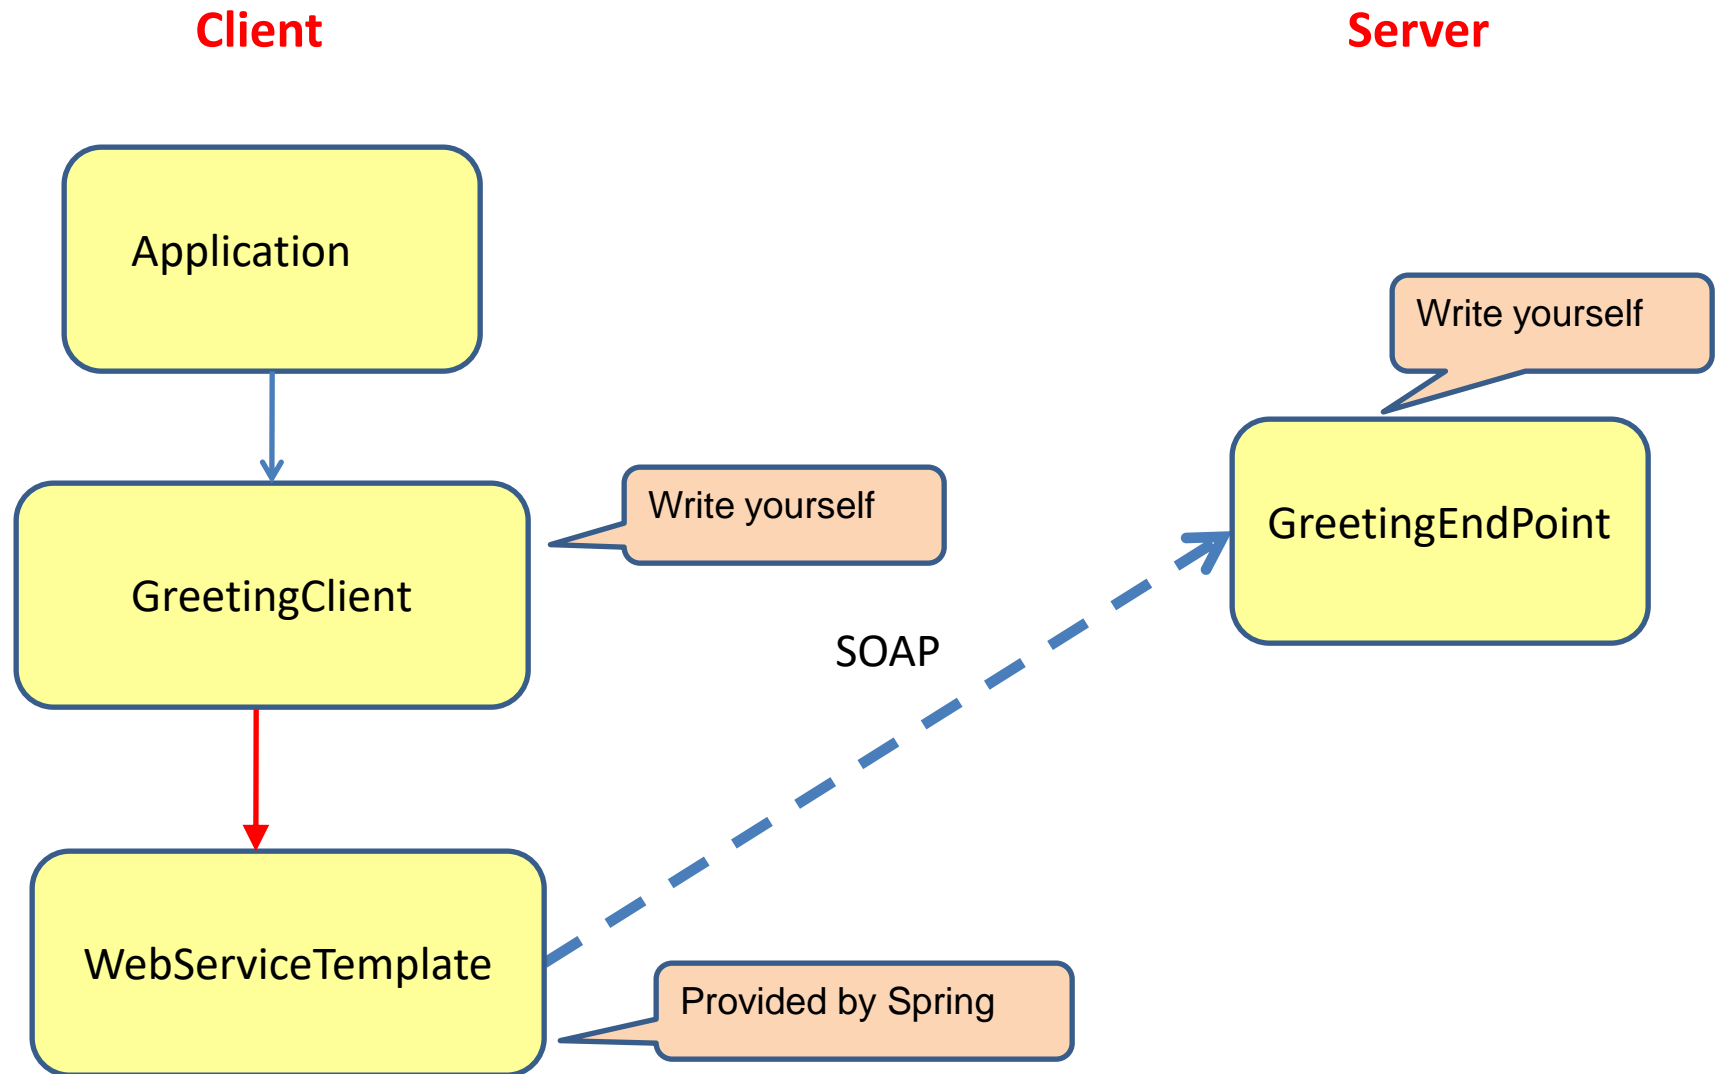 Client
Server
Application
Write yourself
GreetingEndPoint
Write yourself
GreetingClient
SOAP
WebServiceTemplate
Provided by Spring